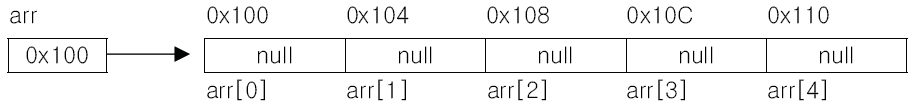 arr 0x100 0x104 0x108 0x10C 0x110
0x100 null null null null null
arr[0] arr[1] arr[2] arr[3] arr[4]